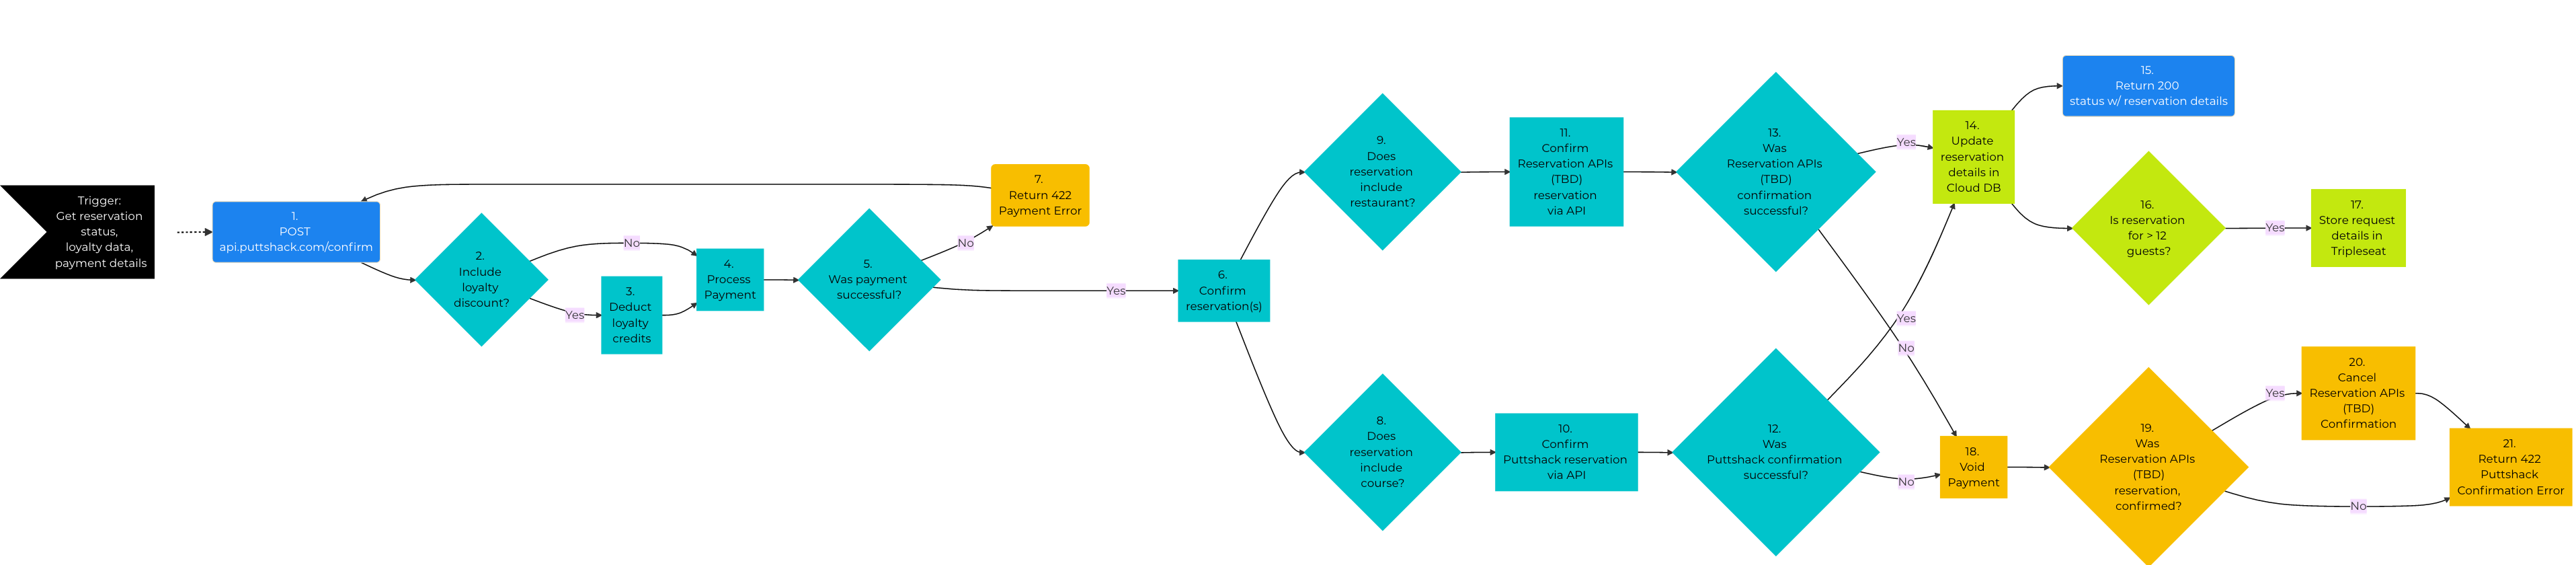 Trigger:
Get reservation
status,
loyalty data,
payment details
1.
POST
api.puttshack.com/confirm
2.
Include
loyalty
discount?
No
Yes
3.
Deduct
loyalty
credits
4.
Process
Payment
5.
Was payment
successful?
No
Yes
7.
Return 422
Payment Error
6.
Confirm
reservation(s)
9.
Does
reservation
include
restaurant?
11.
Confirm
Reservation APIs
(TBD)
reservation
via API
13.
Was
Reservation APIs
(TBD)
confirmation
successful?
Yes
No
8.
Does
reservation
include
course?
10.
Confirm
Puttshack reservation
via API
12.
Was
Puttshack confirmation
successful?
Yes
No
14.
Update
reservation
details in
Cloud DB
15.
Return 200
status w/ reservation details
16.
Is reservation
for > 12
guests?
Yes
17.
Store request
details in
Tripleseat
18.
Void
Payment
19.
Was
Reservation APIs
(TBD)
reservation,
confirmed?
Yes
No
20.
Cancel
Reservation APIs
(TBD)
Confirmation
21.
Return 422
Puttshack
Confirmation Error